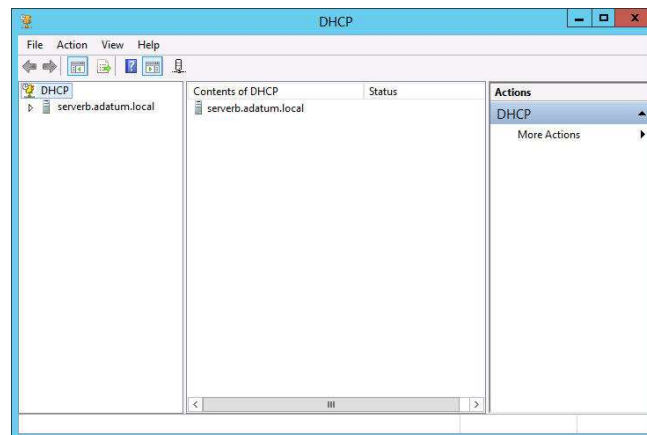 DHCP
File Action View Help
DHCP
serverb.adatum.local
Contents of DHCP Status
serverb.adatum.local
Actions
DHCP
More Actions